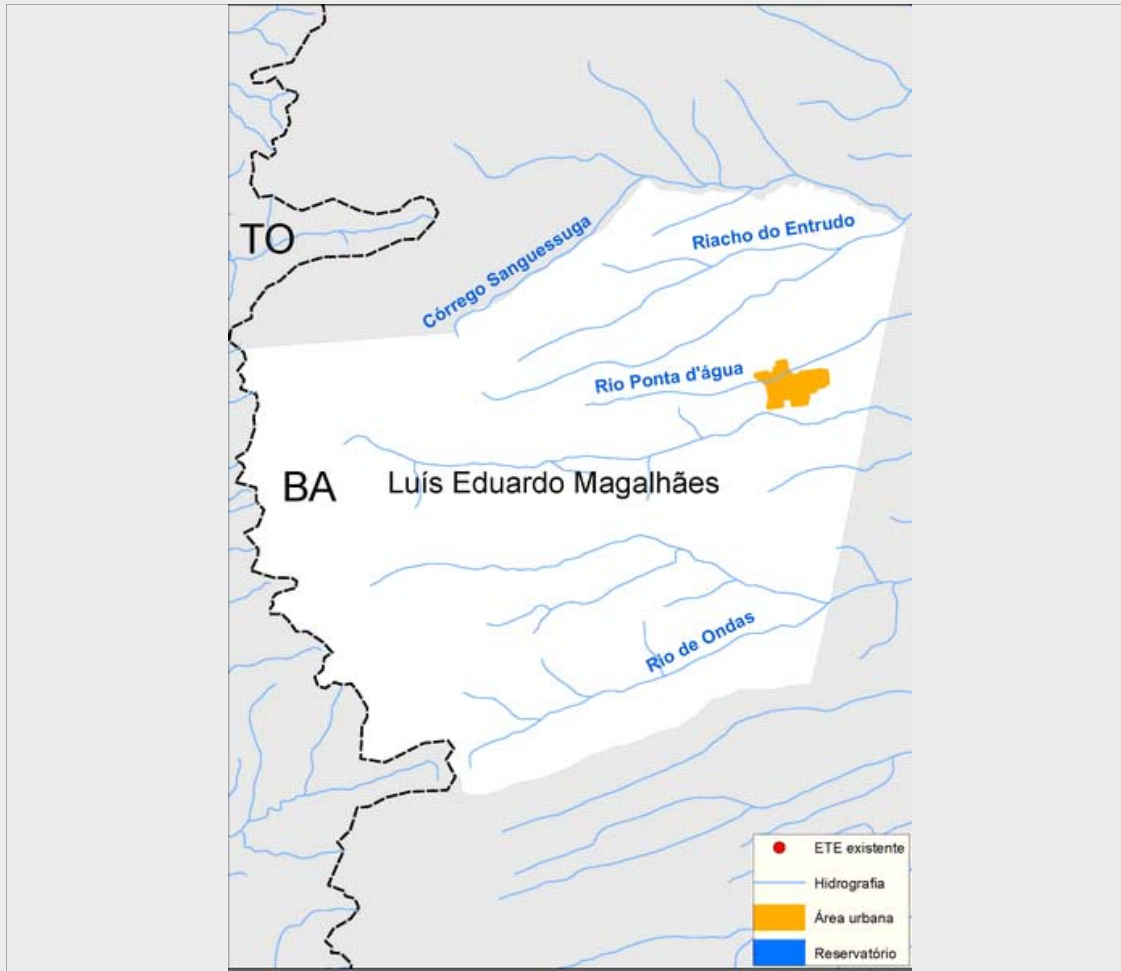 Riacho do Entrudo
TO
Córrego Sanguessuga
Rio Ponta d'água
BA
Luís Eduardo Magalhães
Rio de Ondas
ETE existente
Hidrografia
Área urbana
Reservatório